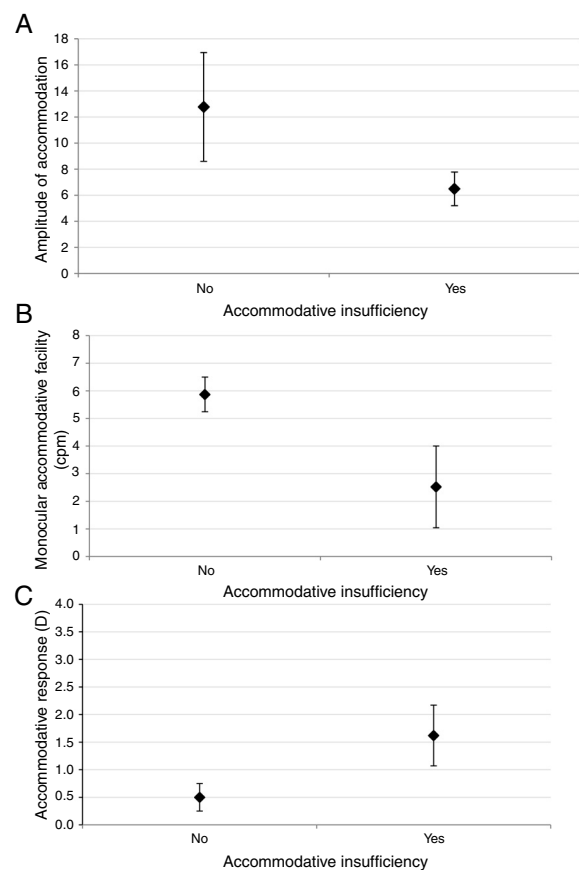 A
18
16
14
12
10
8
6
4
2
0
Amplitude of accommodation
No Yes
Accommodative insufficiency
B
8
7
6
5
4
3
2
1
0
Monocular accommodative facility
(cpm)
No Yes
Accommodative insufficiency
C
4.0
3.5
3.0
2.5
2.0
1.5
1.0
0.5
0.0
Accommodative response (D)
No Yes
Accommodative insufficiency